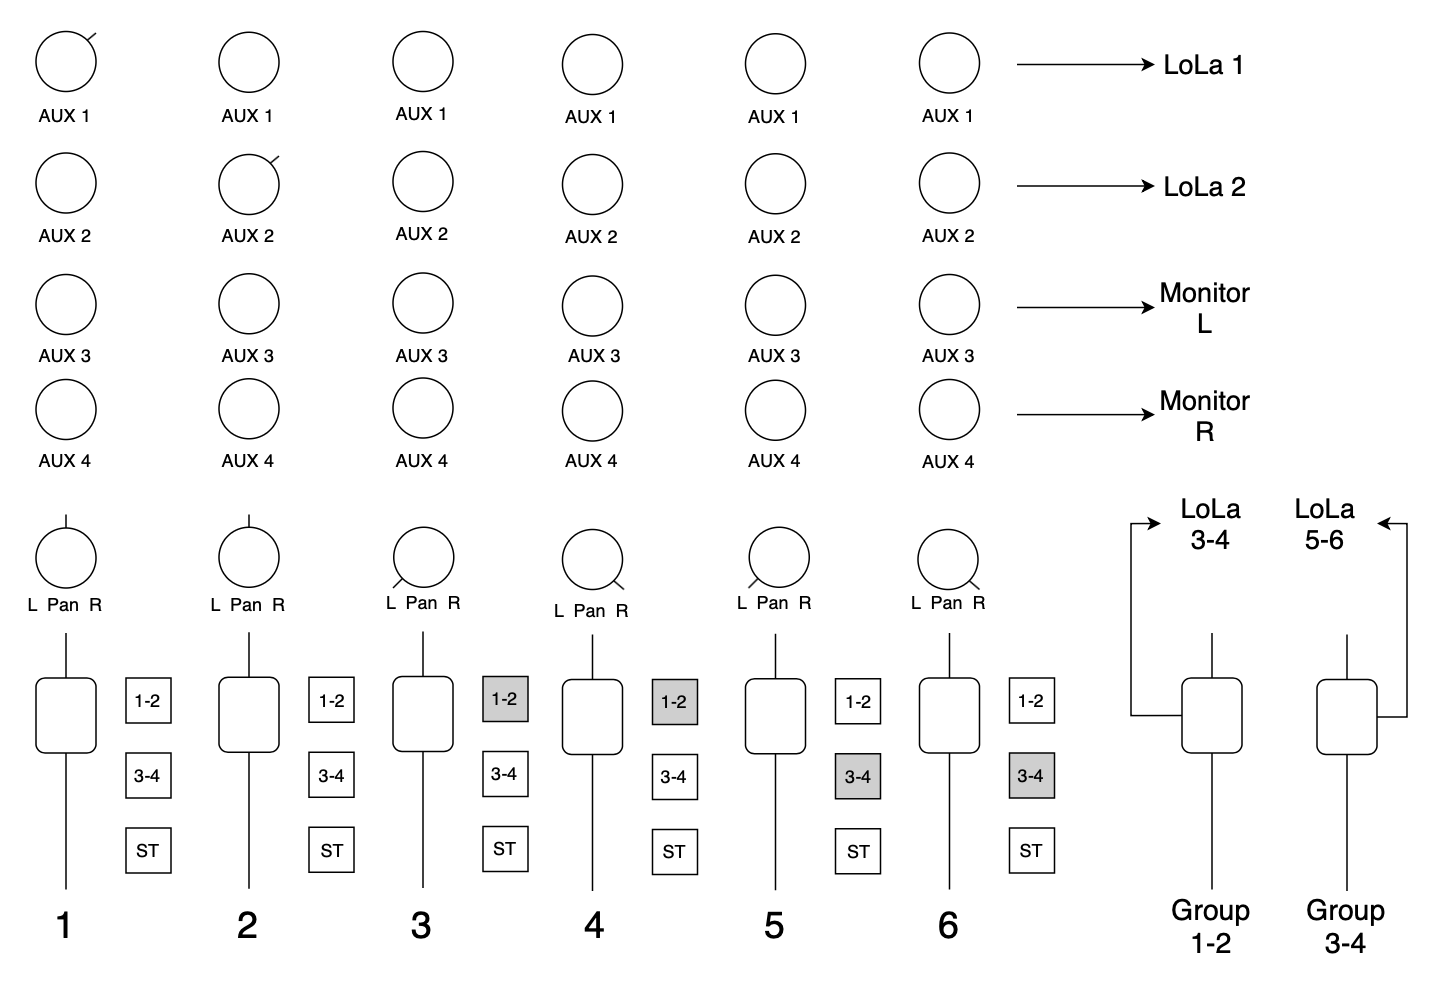 AUX 1 AUX 1 AUX 1 AUX 1 AUX 1 AUX 1 LoLa 1
AUX 2 AUX 2 AUX 2 AUX 2 AUX 2 AUX 2 LoLa 2
AUX 3 AUX 3 AUX 3 AUX 3 AUX 3 AUX 3 Monitor
L
AUX 4 AUX 4 AUX 4 AUX 4 AUX 4 AUX 4 Monitor
R
L Pan R L Pan R L Pan R L Pan R L Pan R L Pan R
LoLa LoLa
3-4 5-6
1-2 1-2 1-2 1-2 1-2 1-2
3-4 3-4 3-4 3-4 3-4 3-4
ST ST ST ST ST ST
1 2 3 4 5 6
Group Group
1-2 3-4